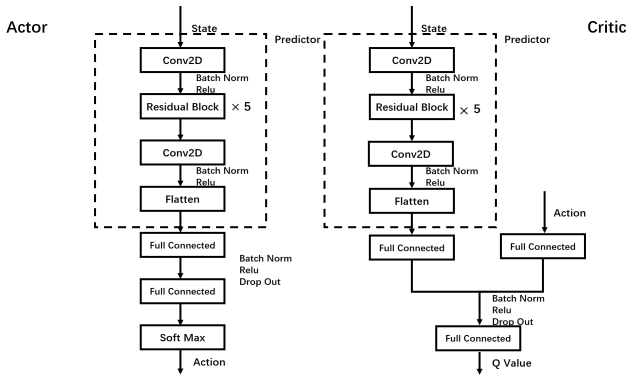 Actor
State
Predictor
Conv2D
Batch Norm
Relu
Residual Block
× 5
Conv2D
Batch Norm
Relu
Flatten
Full Connected
Batch Norm
Relu
Drop Out
Full Connected
Soft Max
Action
Critic
State
Predictor
Conv2D
Batch Norm
Relu
Residual Block
× 5
Conv2D
Batch Norm
Relu
Flatten
Full Connected
Action
Full Connected
Batch Norm
Relu
Drop Out
Full Connected
Q Value